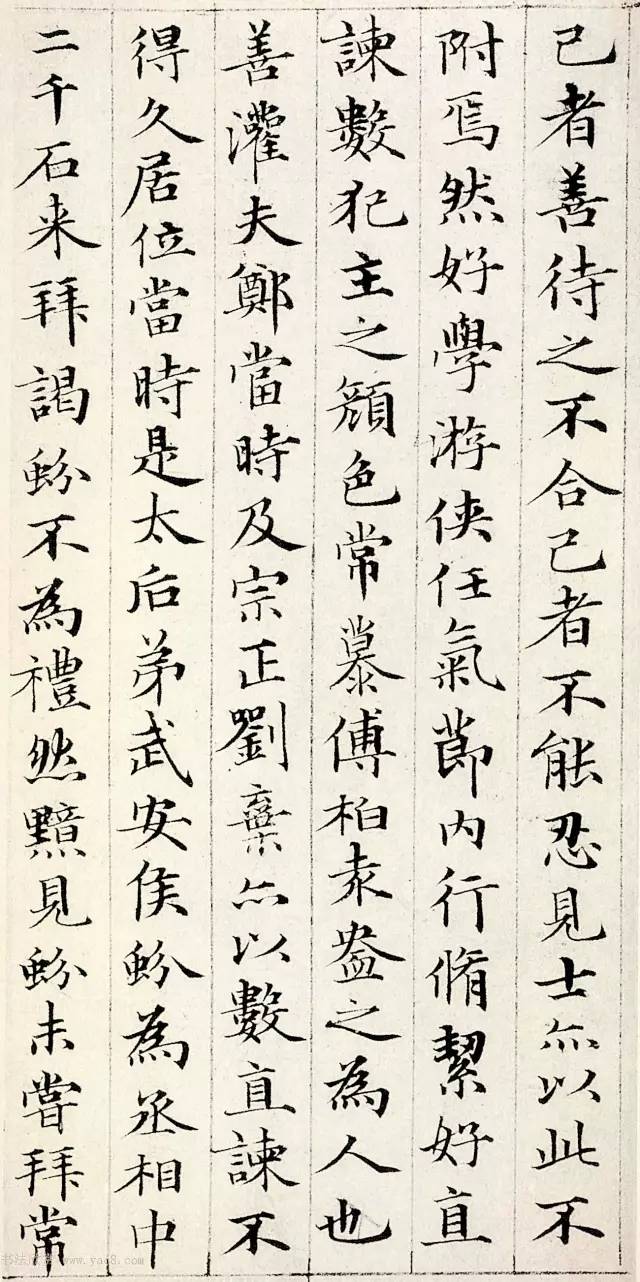 己者善待之不合己者不能忍見士亦以此不
附焉然好學游俠任氣節內行脩絜好直
諫數犯主之顏色常慕傅柏袁盎之為人也
善灌夫鄭當時及宗正劉棄亦以數直諫不
得久居位當時是太后弟武安侯蚡為丞相中
二千石来拜謁蚡不為禮然黯見蚡未嘗拜常